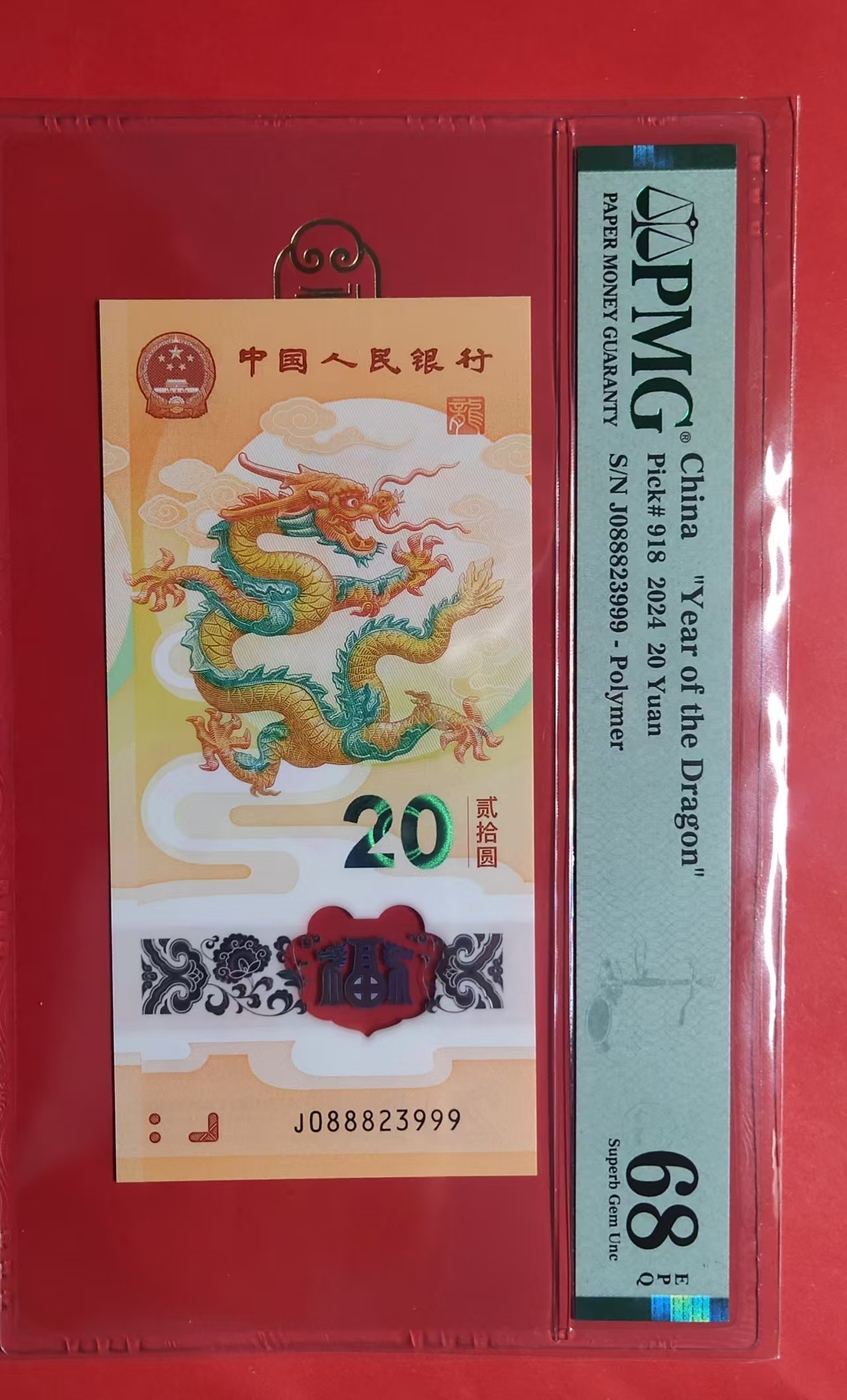 中国人民银行
龍
20
贰拾圆
福
J088823999
PMG®
PAPER MONEY GUARANTY
China "Year of the Dragon"
Pick# 918 2024 20 Yuan
S/N J088823999 - Polymer
68
EPQ
Superb Gem Unc